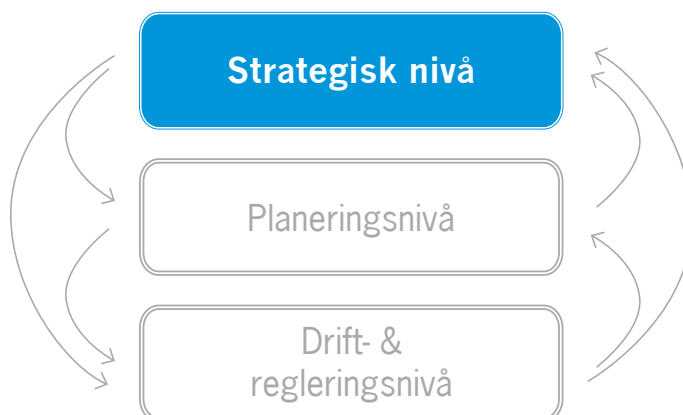 Strategisk nivå
Planeringsnivå
Drift- &
regleringsnivå